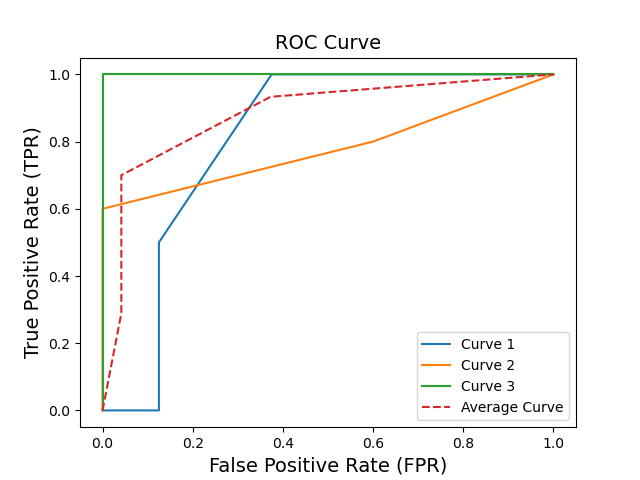 ROC Curve
True Positive Rate (TPR)
1.0
0.8
0.6
0.4
0.2
0.0
Curve 1
Curve 2
Curve 3
Average Curve
0.0 0.2 0.4 0.6 0.8 1.0
False Positive Rate (FPR)